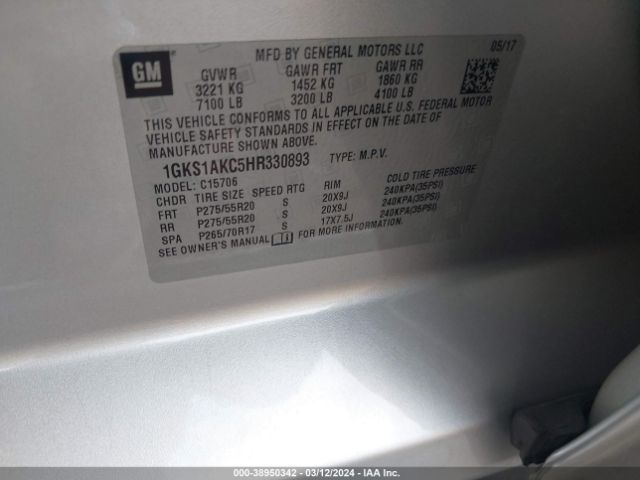 GM
MFD BY GENERAL MOTORS LLC 05/17
GVWR GAWR FRT GAWR RR
3221 KG 1452 KG 1860 KG
7100 LB 3200 LB 4100 LB
THIS VEHICLE CONFORMS TO ALL APPLICABLE U.S. FEDERAL MOTOR
VEHICLE SAFETY STANDARDS IN EFFECT ON THE DATE OF
MANUFACTURE SHOWN ABOVE.
1GKS1AKC5HR330893 TYPE: M.P.V.
MODEL: C15706
CHDR TIRE SIZE SPEED RTG RIM COLD TIRE PRESSURE
FRT P275/55R20 S 20X9J 240KPA(35PSI)
RR P275/55R20 S 20X9J 240KPA(35PSI)
SPA P265/70R17 S 17X7.5J 240KPA(35PSI)
SEE OWNER'S MANUAL FOR MORE INFORMATION.
000-38950342 - 03/12/2024 - IAA Inc.